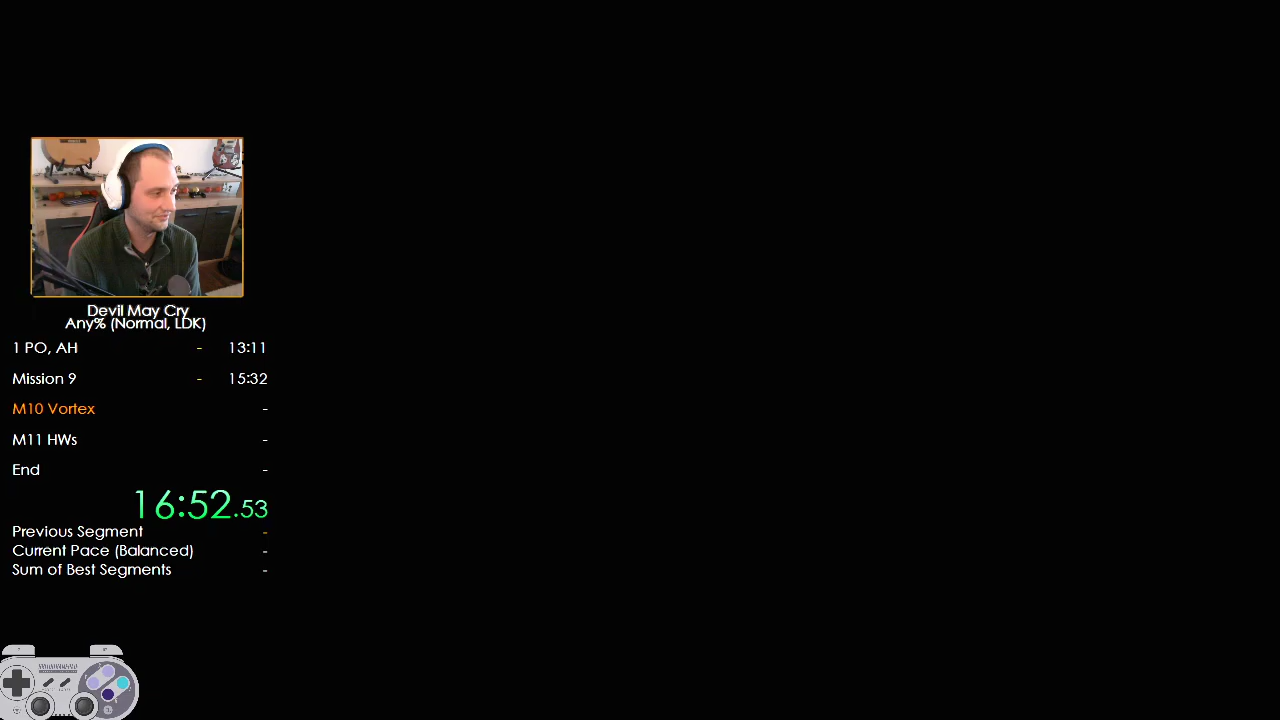 Devil May Cry
Any% (Normal, LDK)
1 PO, AH - 13:11
Mission 9 - 15:32
M10 Vortex -
M11 HWs -
End -
16:52.53
Previous Segment -
Current Pace (Balanced) -
Sum of Best Segments -